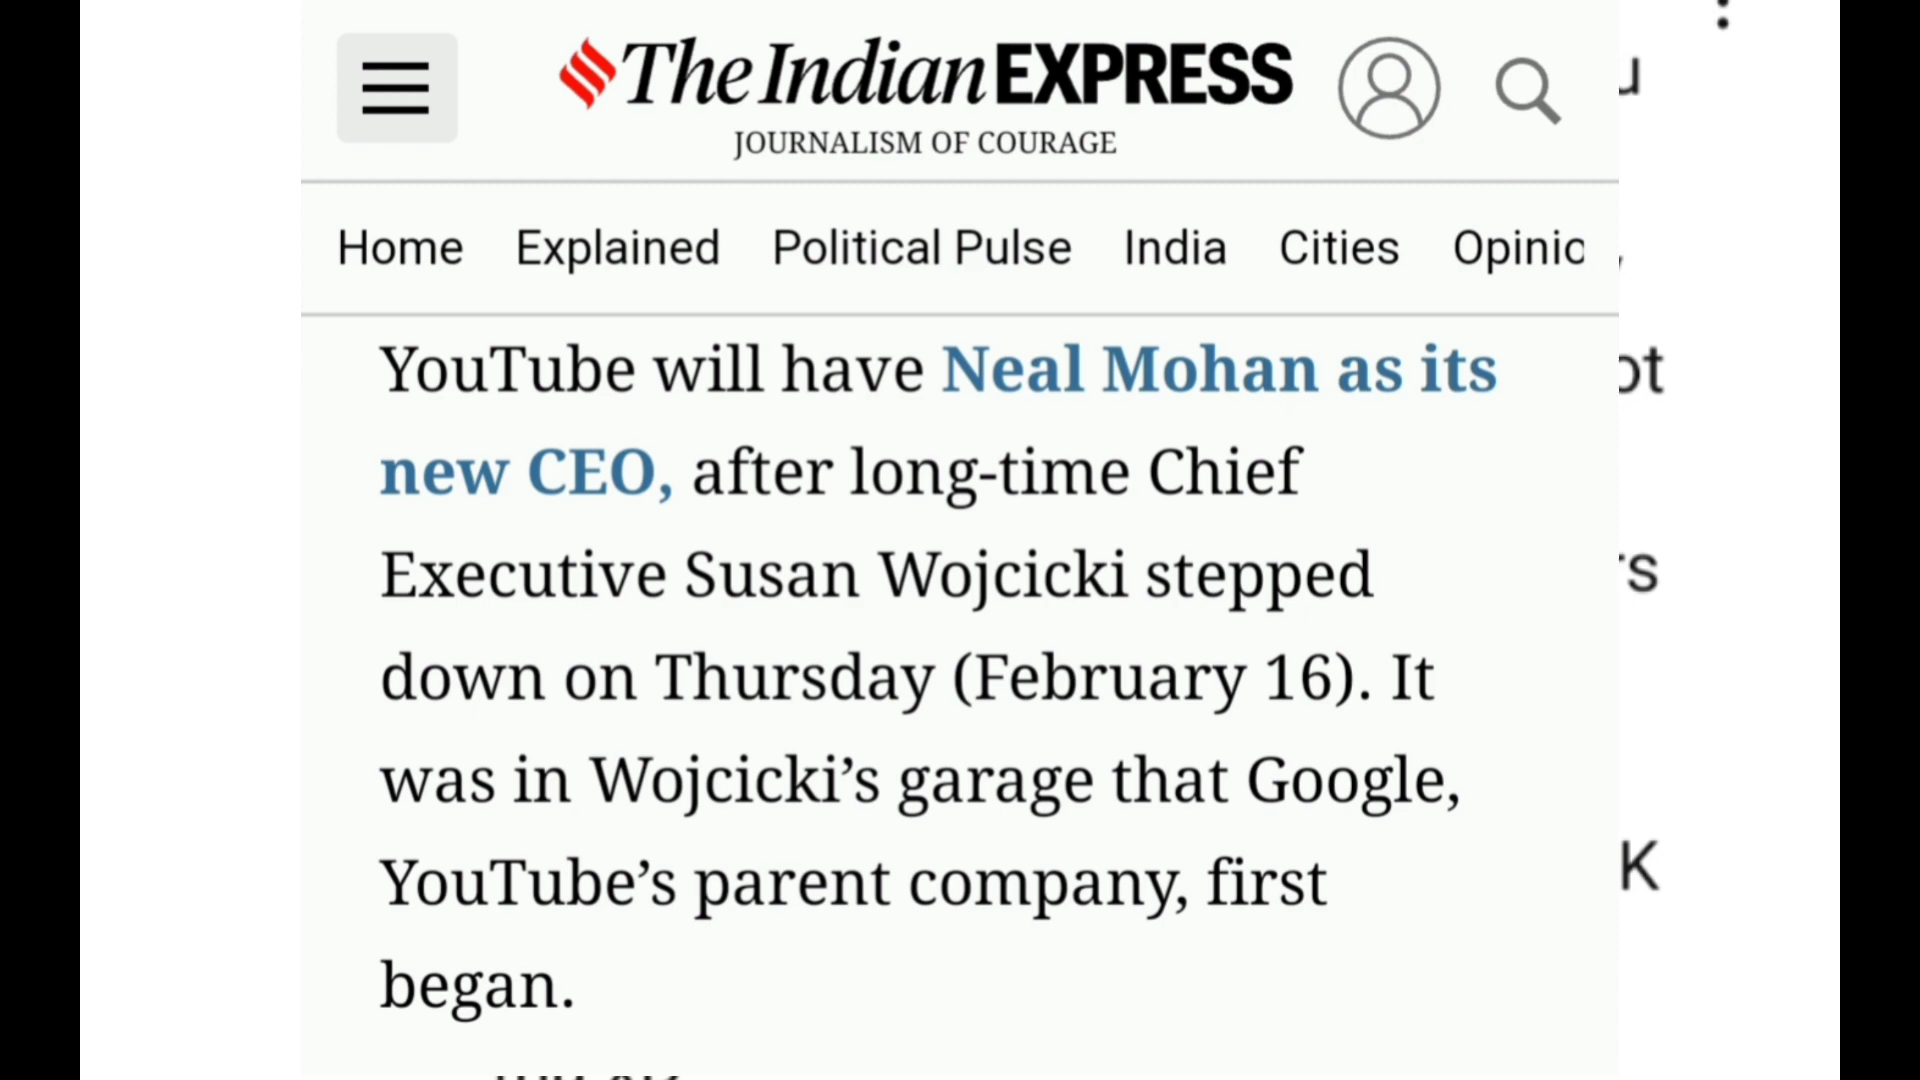 The Indian EXPRESS
JOURNALISM OF COURAGE
Home Explained Political Pulse India Cities Opinio
YouTube will have Neal Mohan as its
new CEO, after long-time Chief
Executive Susan Wojcicki stepped
down on Thursday (February 16). It
was in Wojcicki’s garage that Google,
YouTube’s parent company, first
began.